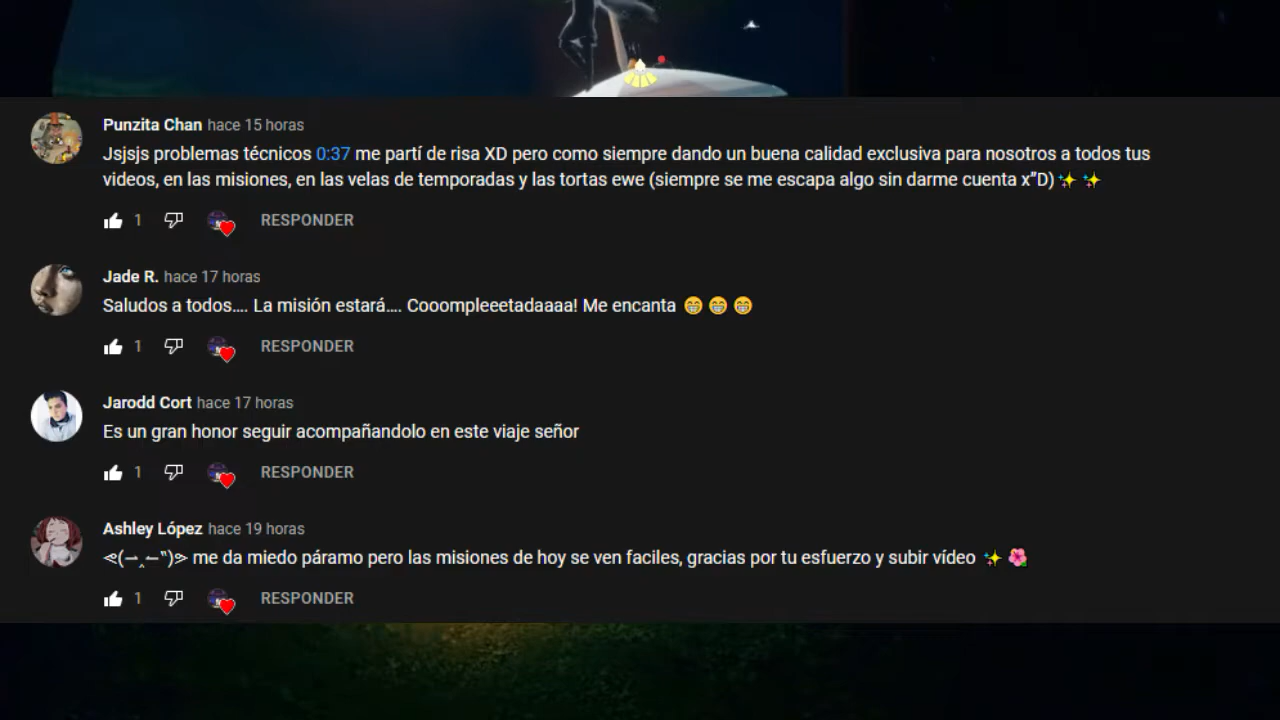 Punzita Chan hace 15 horas
Jsjsjs problemas técnicos 0:37 me partí de risa XD pero como siempre dando un buena calidad exclusiva para nosotros a todos tus
videos, en las misiones, en las velas de temporadas y las tortas ewe (siempre se me escapa algo sin darme cuenta x”D)✨ ✨
1 RESPONDER
Jade R. hace 17 horas
Saludos a todos.... La misión estará.... Cooompleeetadaaaa! Me encanta 😁 😁 😁
1 RESPONDER
Jarodd Cort hace 17 horas
Es un gran honor seguir acompañandolo en este viaje señor
1 RESPONDER
Ashley López hace 19 horas
⋖(⇀‸↼‶)⋗ me da miedo páramo pero las misiones de hoy se ven faciles, gracias por tu esfuerzo y subir vídeo ✨ 🌺
1 RESPONDER